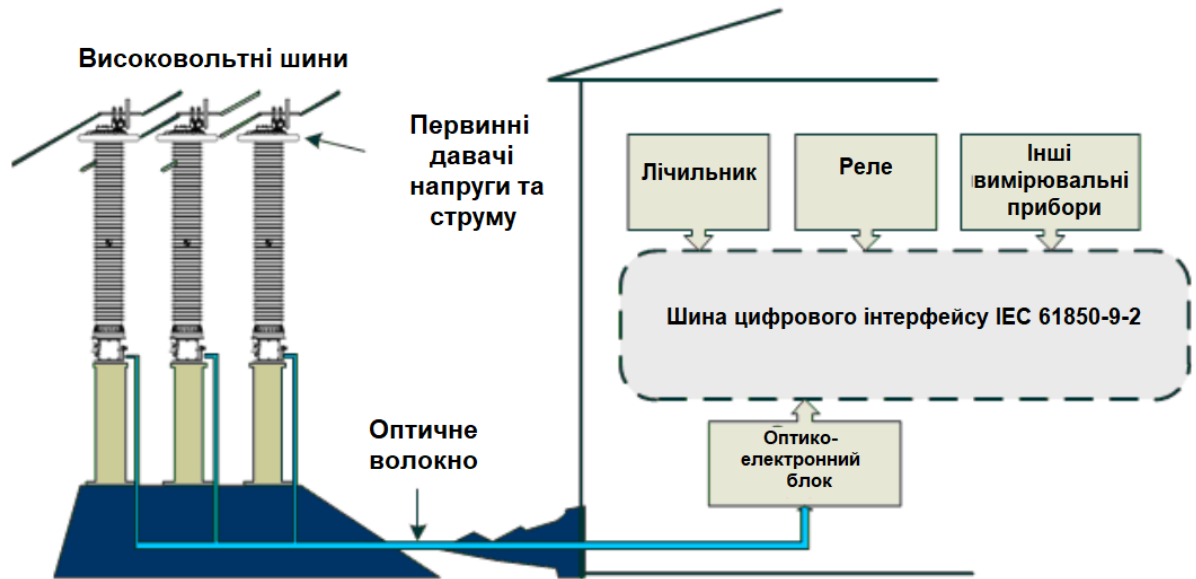 Високовольтні шини
Первинні
давачі
напруги та
струму
Оптичне
волокно
Лічильник
Реле
Інші
вимірювальні
прибори
Шина цифрового інтерфейсу IEC 61850-9-2
Оптико-
електронний
блок